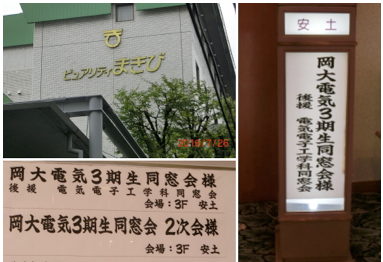 ピュアリティまきび
岡大電気3期生同窓会様
後援 電気電子工学科同窓会
会場:3F 安土
岡大電気3期生同窓会 2次会様
会場:3F 安土
安土
岡大電気3期生同窓会様
後援 電気電子工学科同窓会